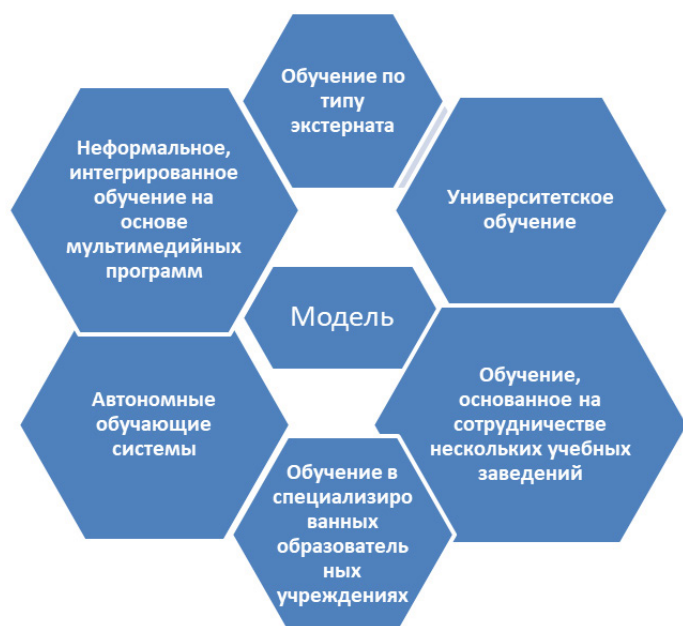 Обучение по
типу
экстерната
Университетское
обучение
Обучение,
основанное на
сотрудничестве
нескольких учебных
заведений
Обучение в
специализиро
ванных
образователь
ных
учреждениях
Автономные
обучающие
системы
Неформальное,
интегрированное
обучение на
основе
мультимедийных
программ
Модель